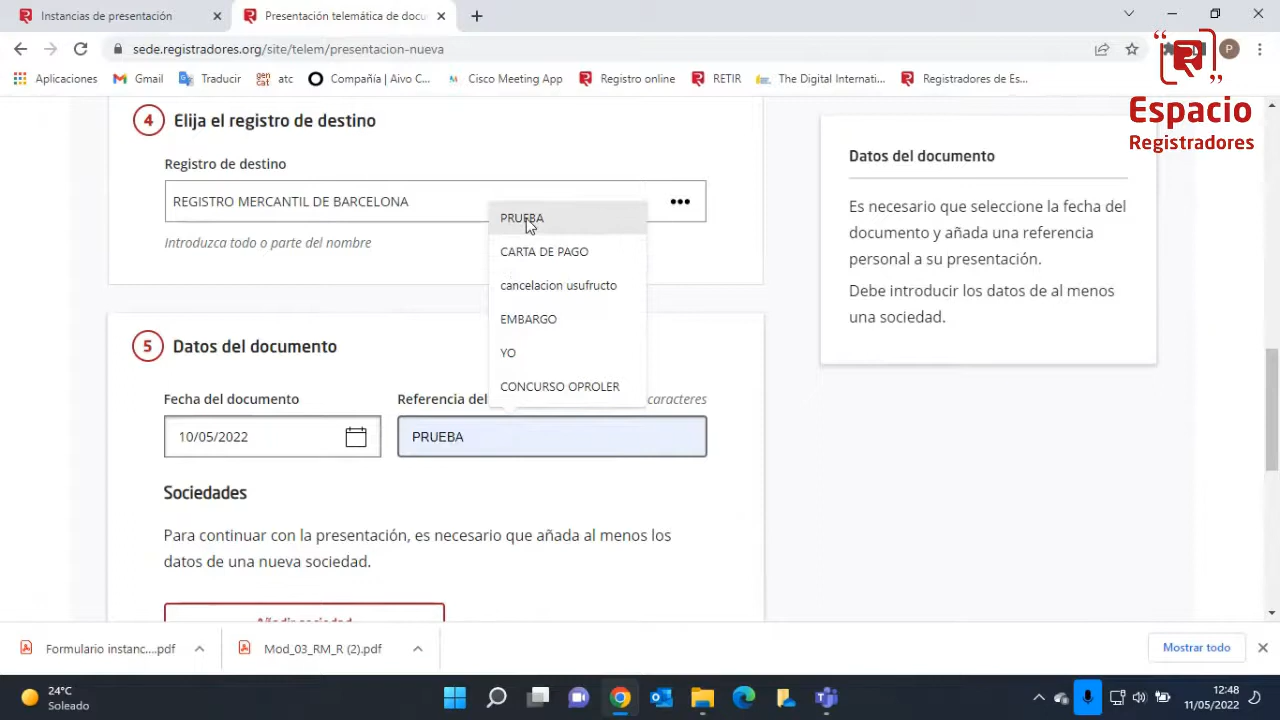 Instancias de presentación
Presentación telemática de docu
sede.registradores.org/site/telem/presentacion-nueva
P
Aplicaciones
Gmail
Traducir
gen cat
atc
Compañía | Aivo C...
Cisco Meeting App
Registro online
RETIR
The Digital Internati...
Registradores de Es...
Espacio
Registradores
4 Elija el registro de destino
Registro de destino
REGISTRO MERCANTIL DE BARCELONA
•••
Introduzca todo o parte del nombre
PRUEBA
CARTA DE PAGO
cancelacion usufructo
EMBARGO
YO
CONCURSO OPROLER
5 Datos del documento
Fecha del documento
Referencia del
caracteres
10/05/2022
PRUEBA
Sociedades
Para continuar con la presentación, es necesario que añada al menos los
datos de una nueva sociedad.
Añadir sociedad
Datos del documento
Es necesario que seleccione la fecha del
documento y añada una referencia
personal a su presentación.
Debe introducir los datos de al menos
una sociedad.
Formulario instanc....pdf
Mod_03_RM_R (2).pdf
Mostrar todo
24°C
Soleado
12:48
11/05/2022